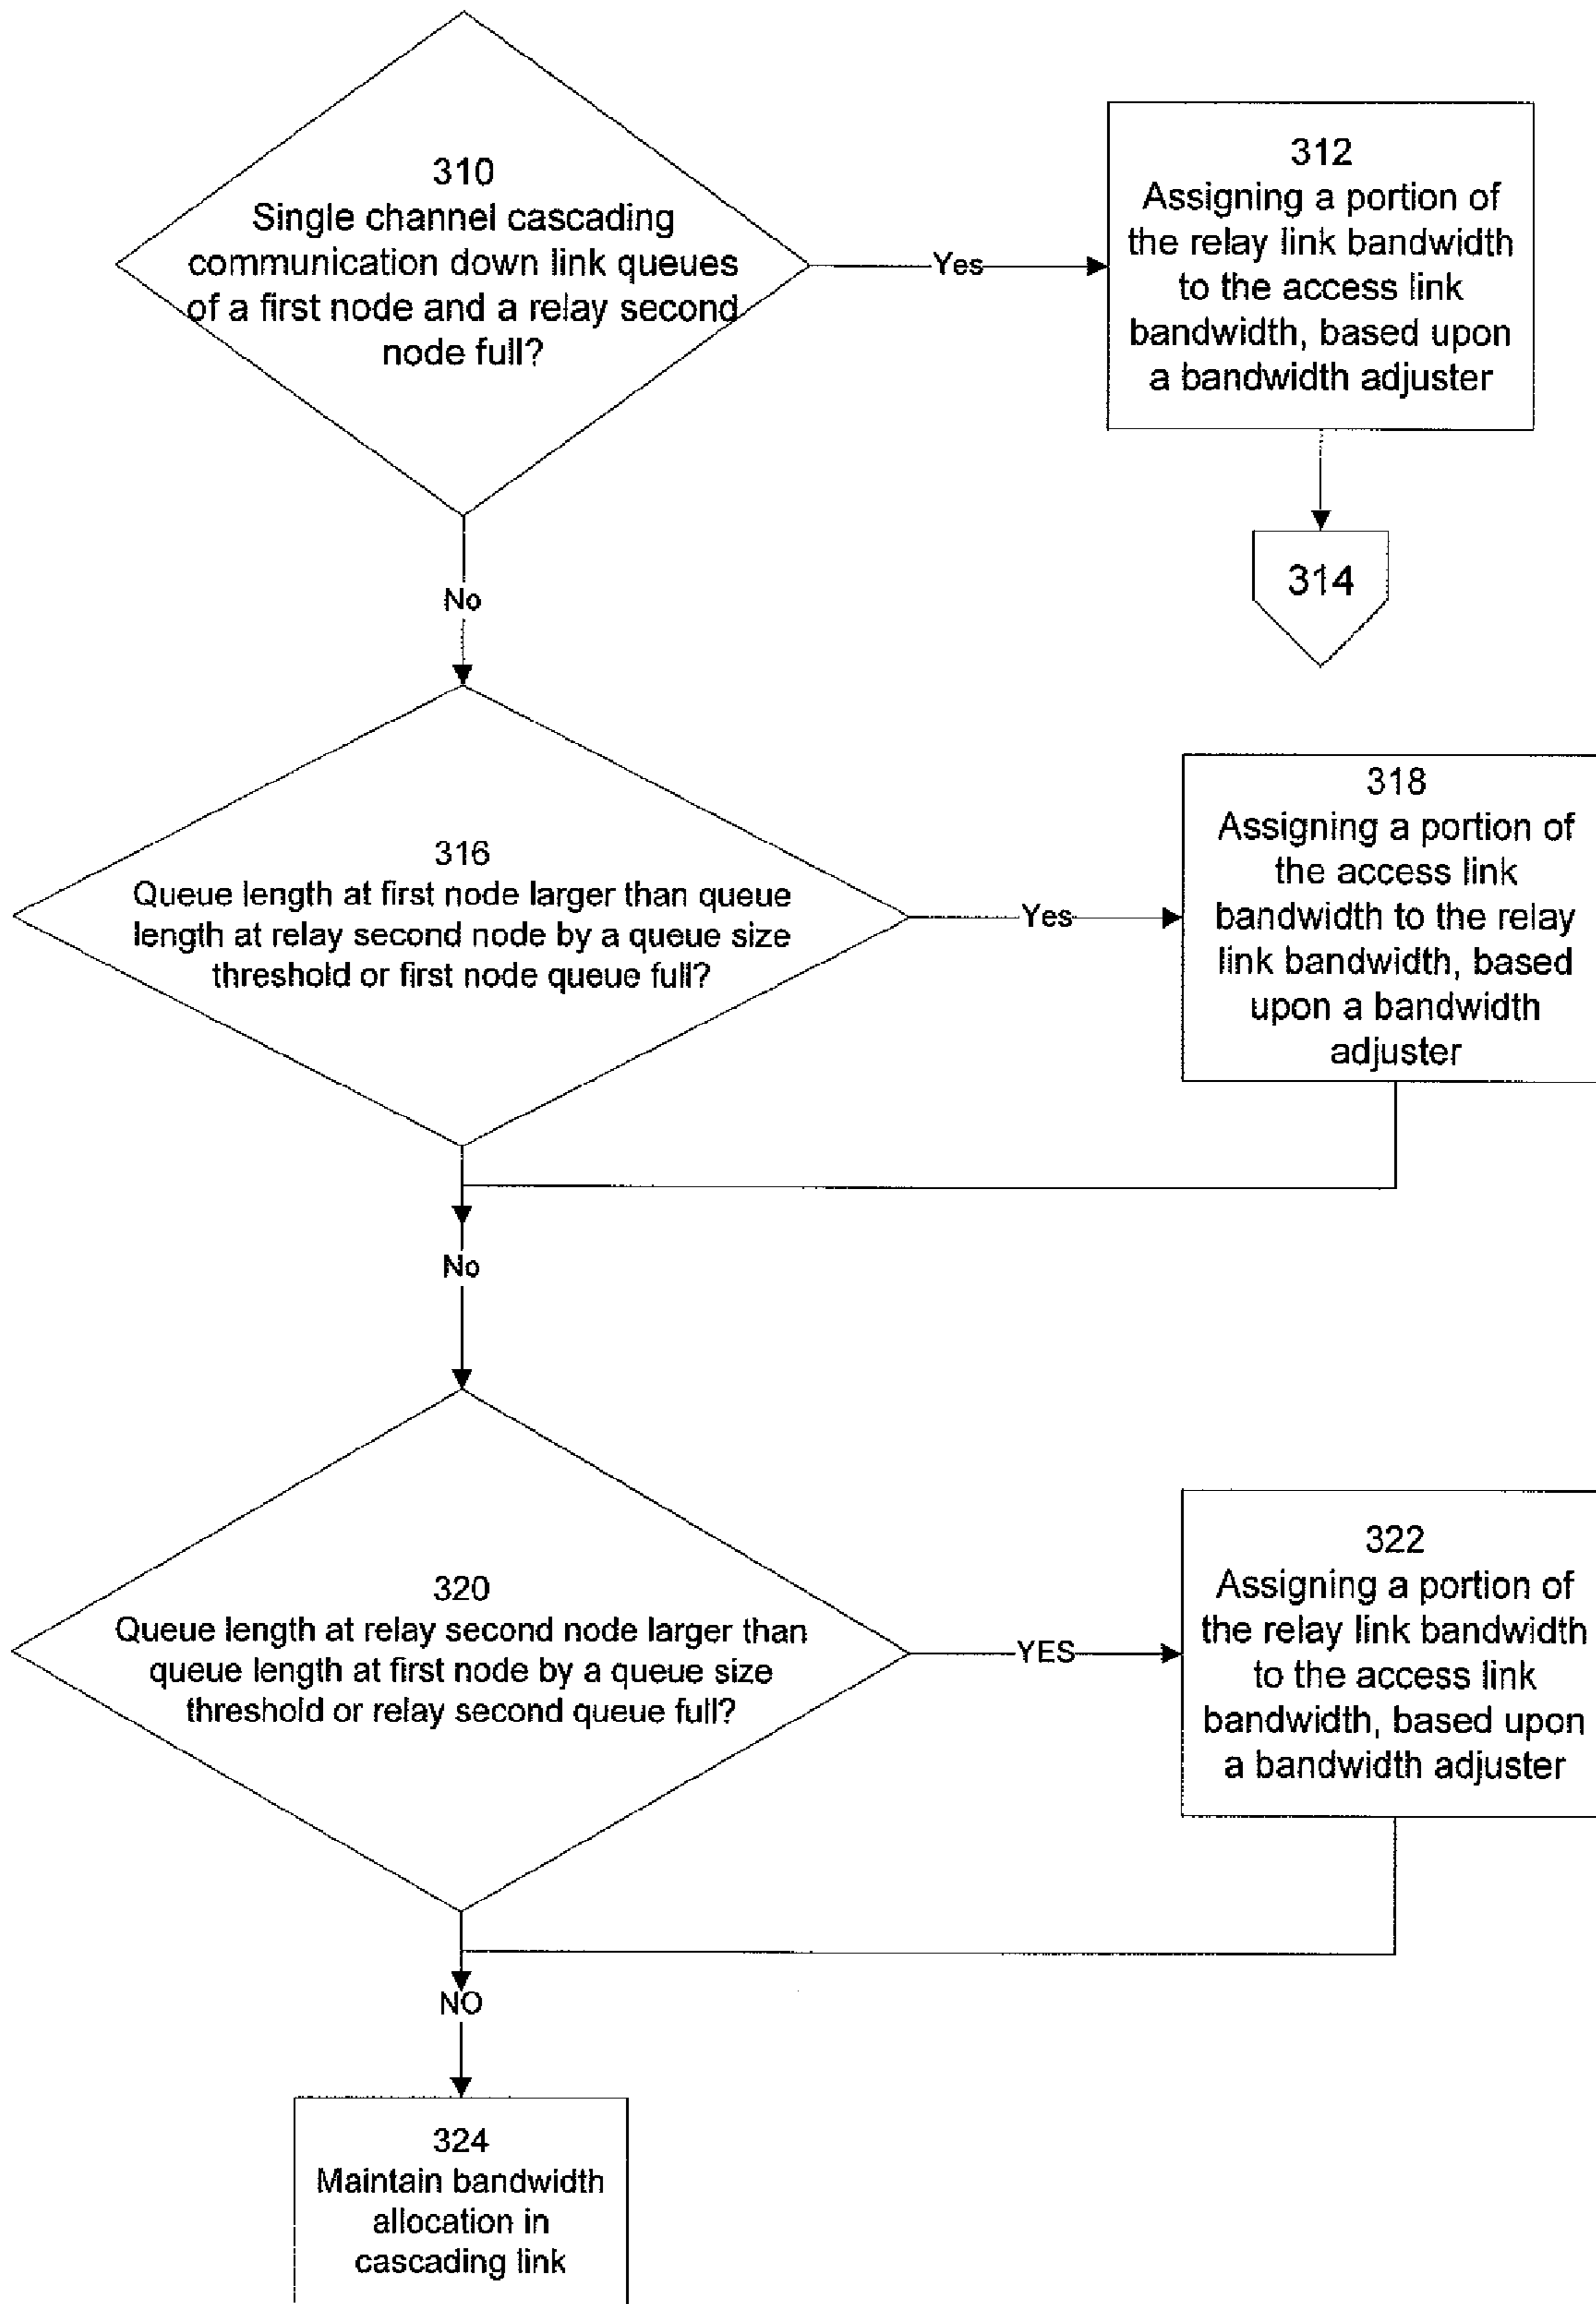 310
Single channel cascading
communication down link queues
of a first node and a relay second
node full?
Yes
312
Assigning a portion of
the relay link bandwidth
to the access link
bandwidth, based upon
a bandwidth adjuster
314
No
316
Queue length at first node larger than queue
length at relay second node by a queue size
threshold or first node queue full?
Yes
318
Assigning a portion of
the access link
bandwidth to the relay
link bandwidth, based
upon a bandwidth
adjuster
No
320
Queue length at relay second node larger than
queue length at first node by a queue size
threshold or relay second queue full?
YES
322
Assigning a portion of
the relay link bandwidth
to the access link
bandwidth, based upon
a bandwidth adjuster
NO
324
Maintain bandwidth
allocation in
cascading link